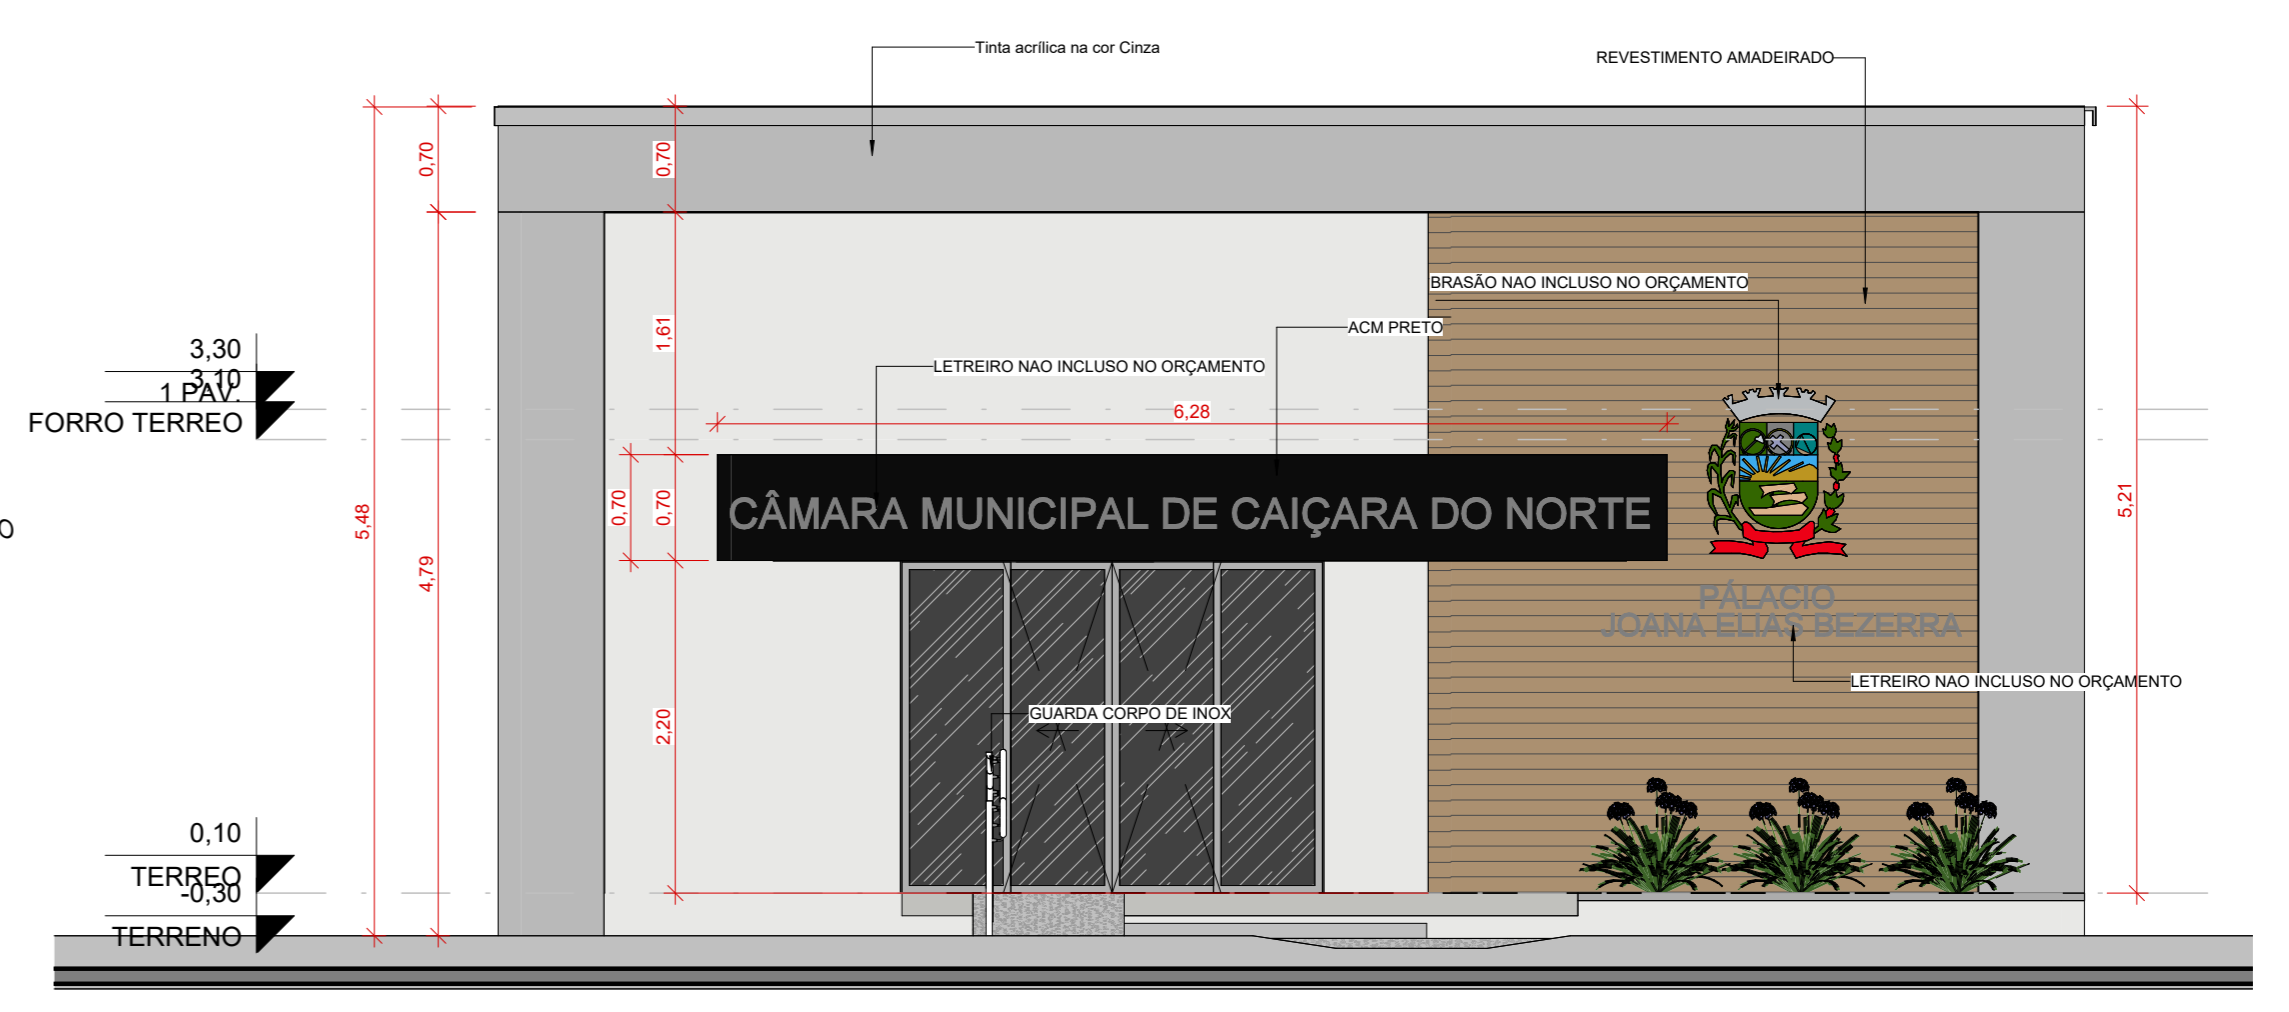 Tinta acrílica na cor Cinza
REVESTIMENTO AMADEIRADO
0,70
0,70
BRASÃO NAO INCLUSO NO ORÇAMENTO
1,61
ACM PRETO
3,30
LETREIRO NAO INCLUSO NO ORÇAMENTO
3,10
1 PAV.
FORRO TERREO
6,28
5,48
4,79
0,70
0,70
CÂMARA MUNICIPAL DE CAIÇARA DO NORTE
5,21
O
PÁLACIO
JOANA ELIAS BEZERRA
LETREIRO NAO INCLUSO NO ORÇAMENTO
GUARDA CORPO DE INOX
2,20
0,10
TERREO
-0,30
TERRENO